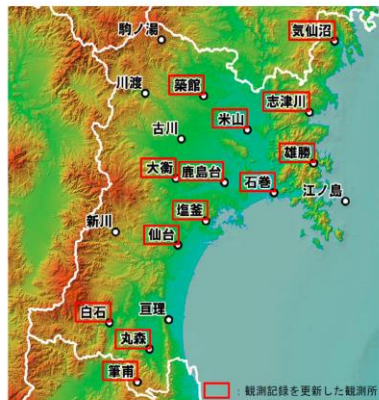 駒ノ湯
気仙沼
川渡
築館
志津川
米山
古川
雄勝
大衡
鹿島台
石巻
江ノ島
塩釜
新川
仙台
白石
亘理
丸森
筆甫
：観測記録を更新した観測所